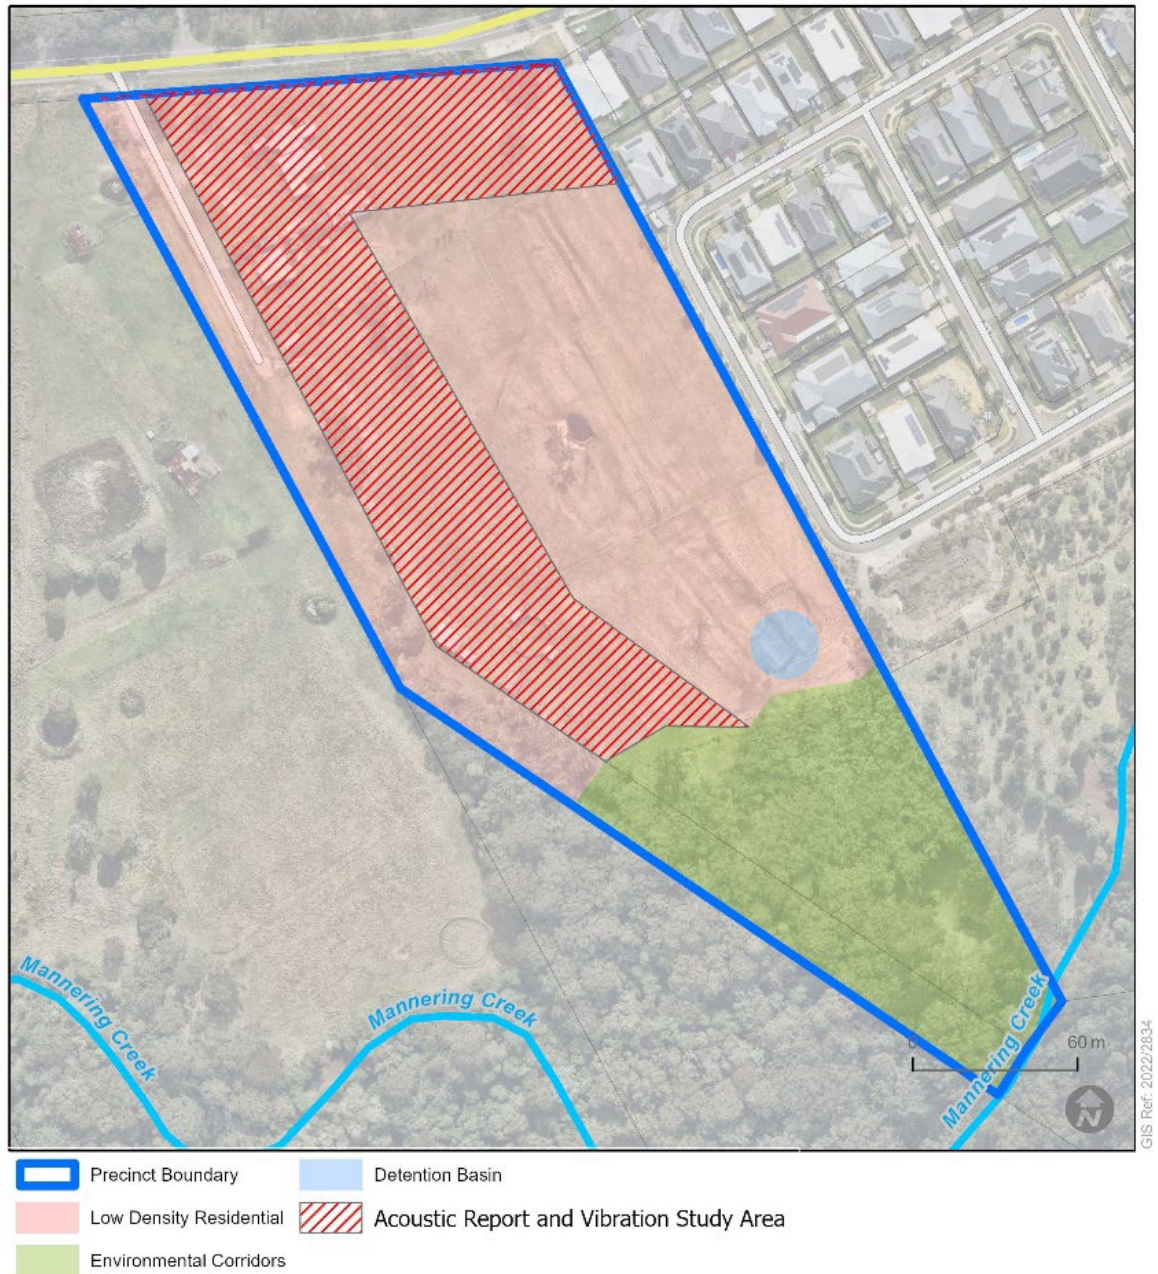 Mannering Creek
Mannering Creek
Mannering Creek
0
60 m
N
GIS Ref: 2022/2834
Precinct Boundary
Detention Basin
Low Density Residential
Acoustic Report and Vibration Study Area
Environmental Corridors